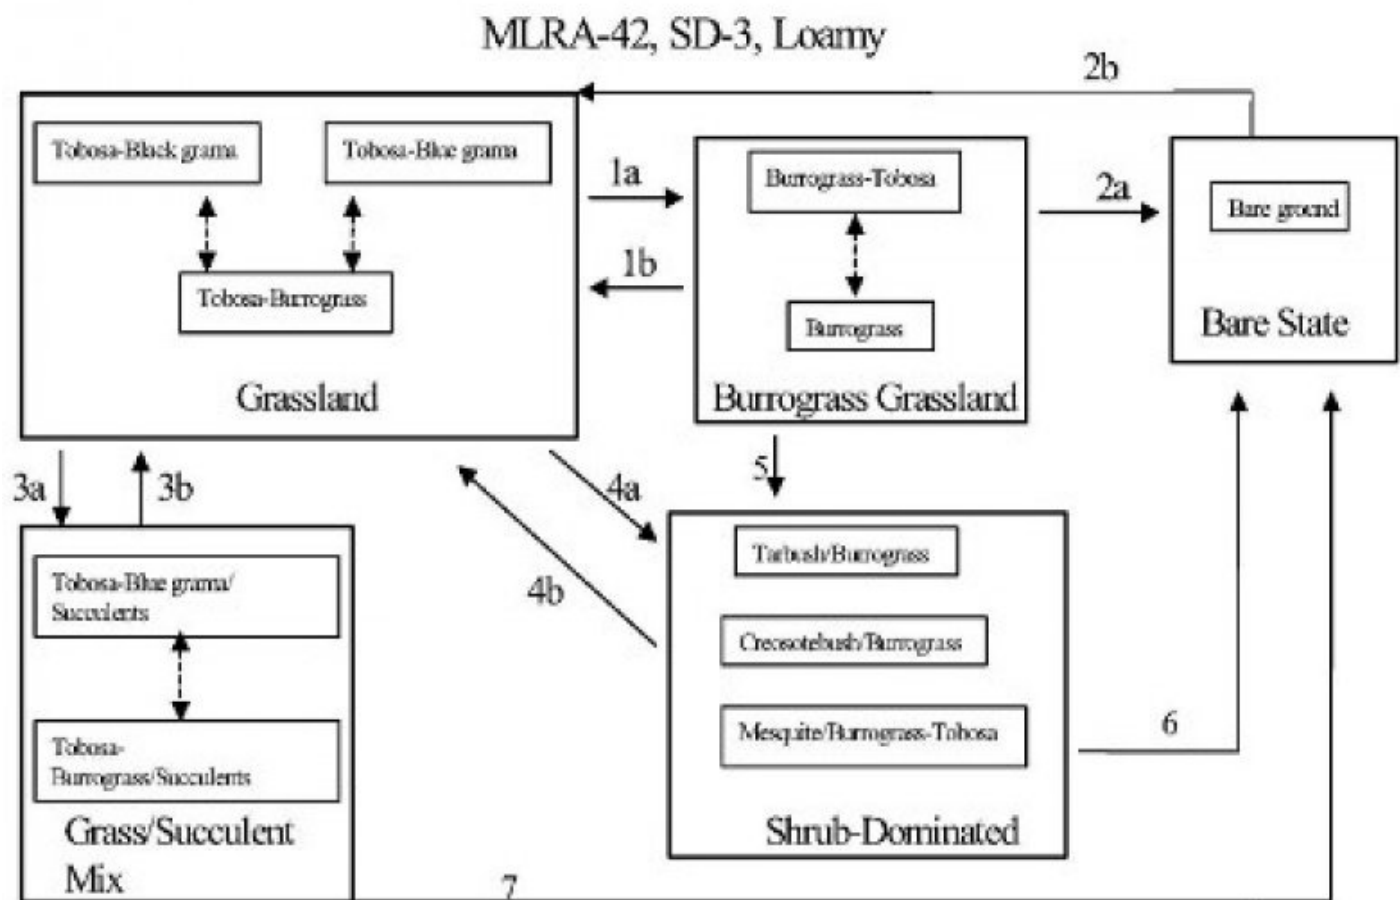 MLRA-42, SD-3, Loamy
2b
Tobosa-Black grama
Tobosa-Blue grama
Tobosa-Burrograss
Grassland
1a
1b
Burrograss-Tobosa
Burrograss
Burrograss Grassland
2a
Bare ground
Bare State
3a
3b
4a
4b
5
Tobosa-Blue grama/
Succulents
Tobosa-
Burrograss/Succulents
Grass/Succulent
Mix
Tarbush/Burrograss
Creosotebush/Burrograss
Mesquite/Burrograss-Tobosa
Shrub-Dominated
6
7